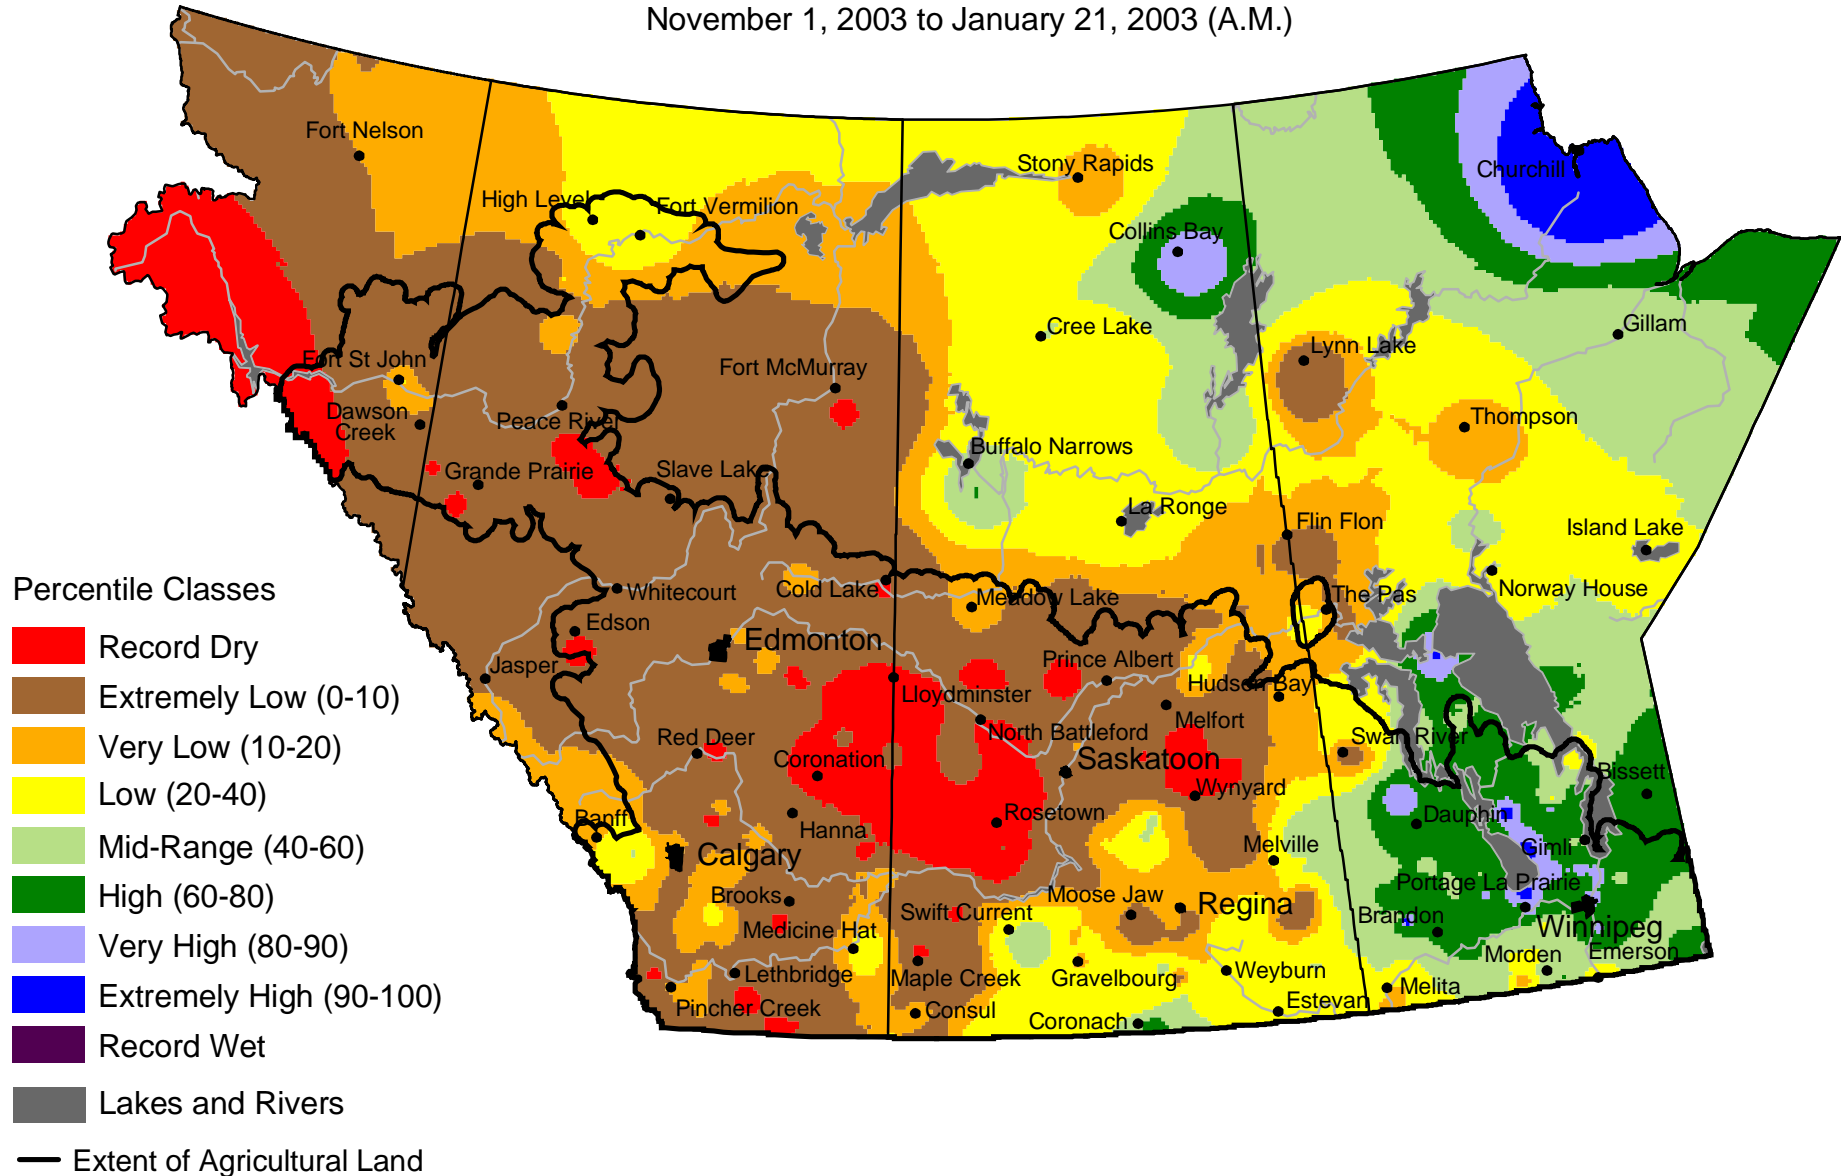 November 1, 2003 to January 21, 2003 (A.M.)
Fort Nelson
Stony Rapids
Churchill
High Level
Fort Vermilion
Collins Bay
Cree Lake
Gillam
Lynn Lake
Fort St John
Fort McMurray
Dawson
Creek
Peace River
Thompson
Buffalo Narrows
Grande Prairie
Slave Lake
La Ronge
Flin Flon
Island Lake
Percentile Classes
Whitecourt
Cold Lake
Meadow Lake
The Pas
Norway House
Record Dry
Edson
Edmonton
Jasper
Prince Albert
Extremely Low (0-10)
Lloydminster
Hudson Bay
Melfort
Very Low (10-20)
Red Deer
North Battleford
Swan River
Coronation
Saskatoon
Bissett
Low (20-40)
Wynyard
Banff
Hanna
Rosetown
Dauphin
Mid-Range (40-60)
Calgary
Melville
Gimli
High (60-80)
Brooks
Moose Jaw
Portage La Prairie
Swift Current
Regina
Brandon
Very High (80-90)
Medicine Hat
Winnipeg
Lethbridge
Maple Creek
Gravelbourg
Weyburn
Morden
Emerson
Extremely High (90-100)
Pincher Creek
Consul
Coronach
Estevan
Melita
Record Wet
Lakes and Rivers
Extent of Agricultural Land